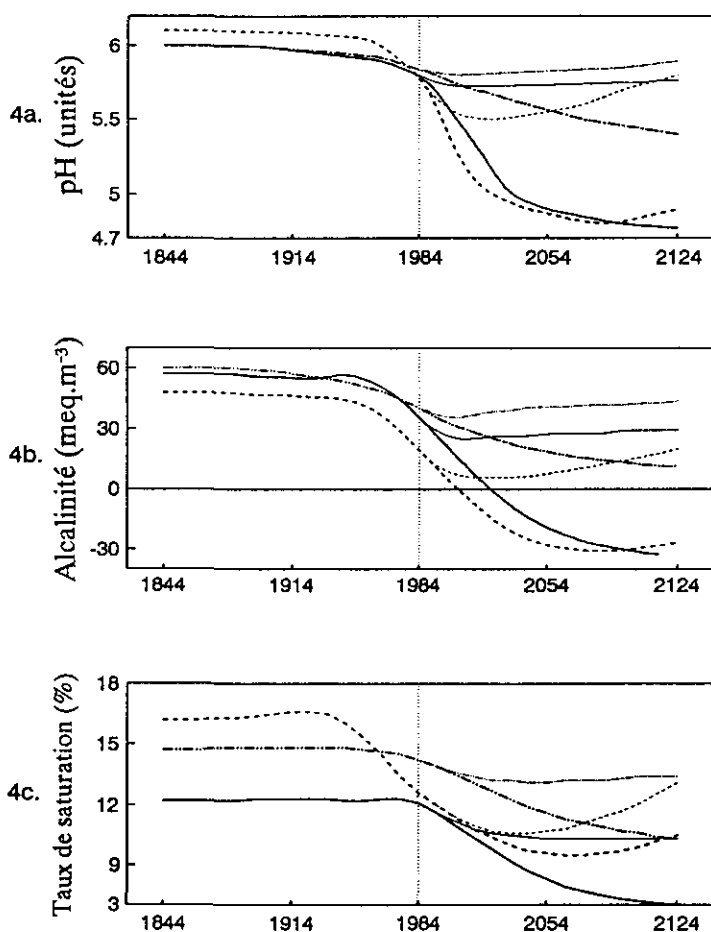 4a.
pH (unités)
6
5.5
5
4.7
1844 1914 1984 2054 2124
4b.
Alcalinité (meq.m⁻³)
60
30
0
-30
1844 1914 1984 2054 2124
4c.
Taux de saturation (%)
18
15
12
9
3
1844 1914 1984 2054 2124